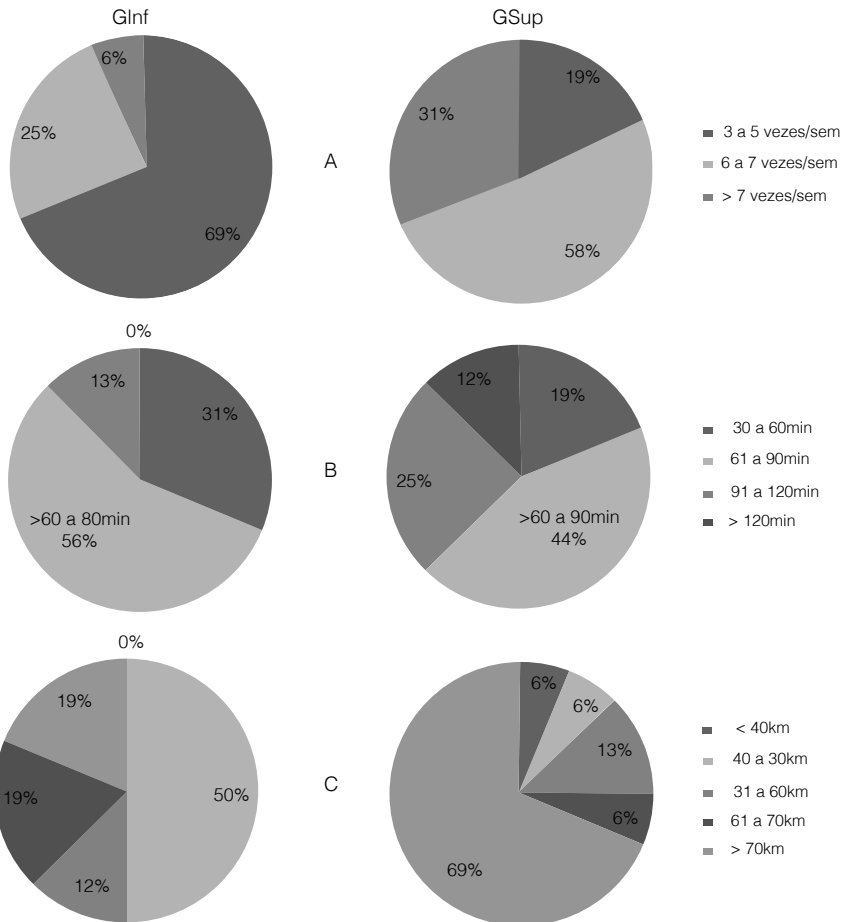 GInf
GSup
6%
25%
69%
A
19%
31%
58%
3 a 5 vezes/sem
6 a 7 vezes/sem
> 7 vezes/sem
0%
13%
31%
>60 a 80min
56%
B
12%
19%
25%
>60 a 90min
44%
30 a 60min
61 a 90min
91 a 120min
> 120min
0%
19%
50%
19%
12%
C
6%
6%
13%
6%
69%
< 40km
40 a 30km
31 a 60km
61 a 70km
> 70km